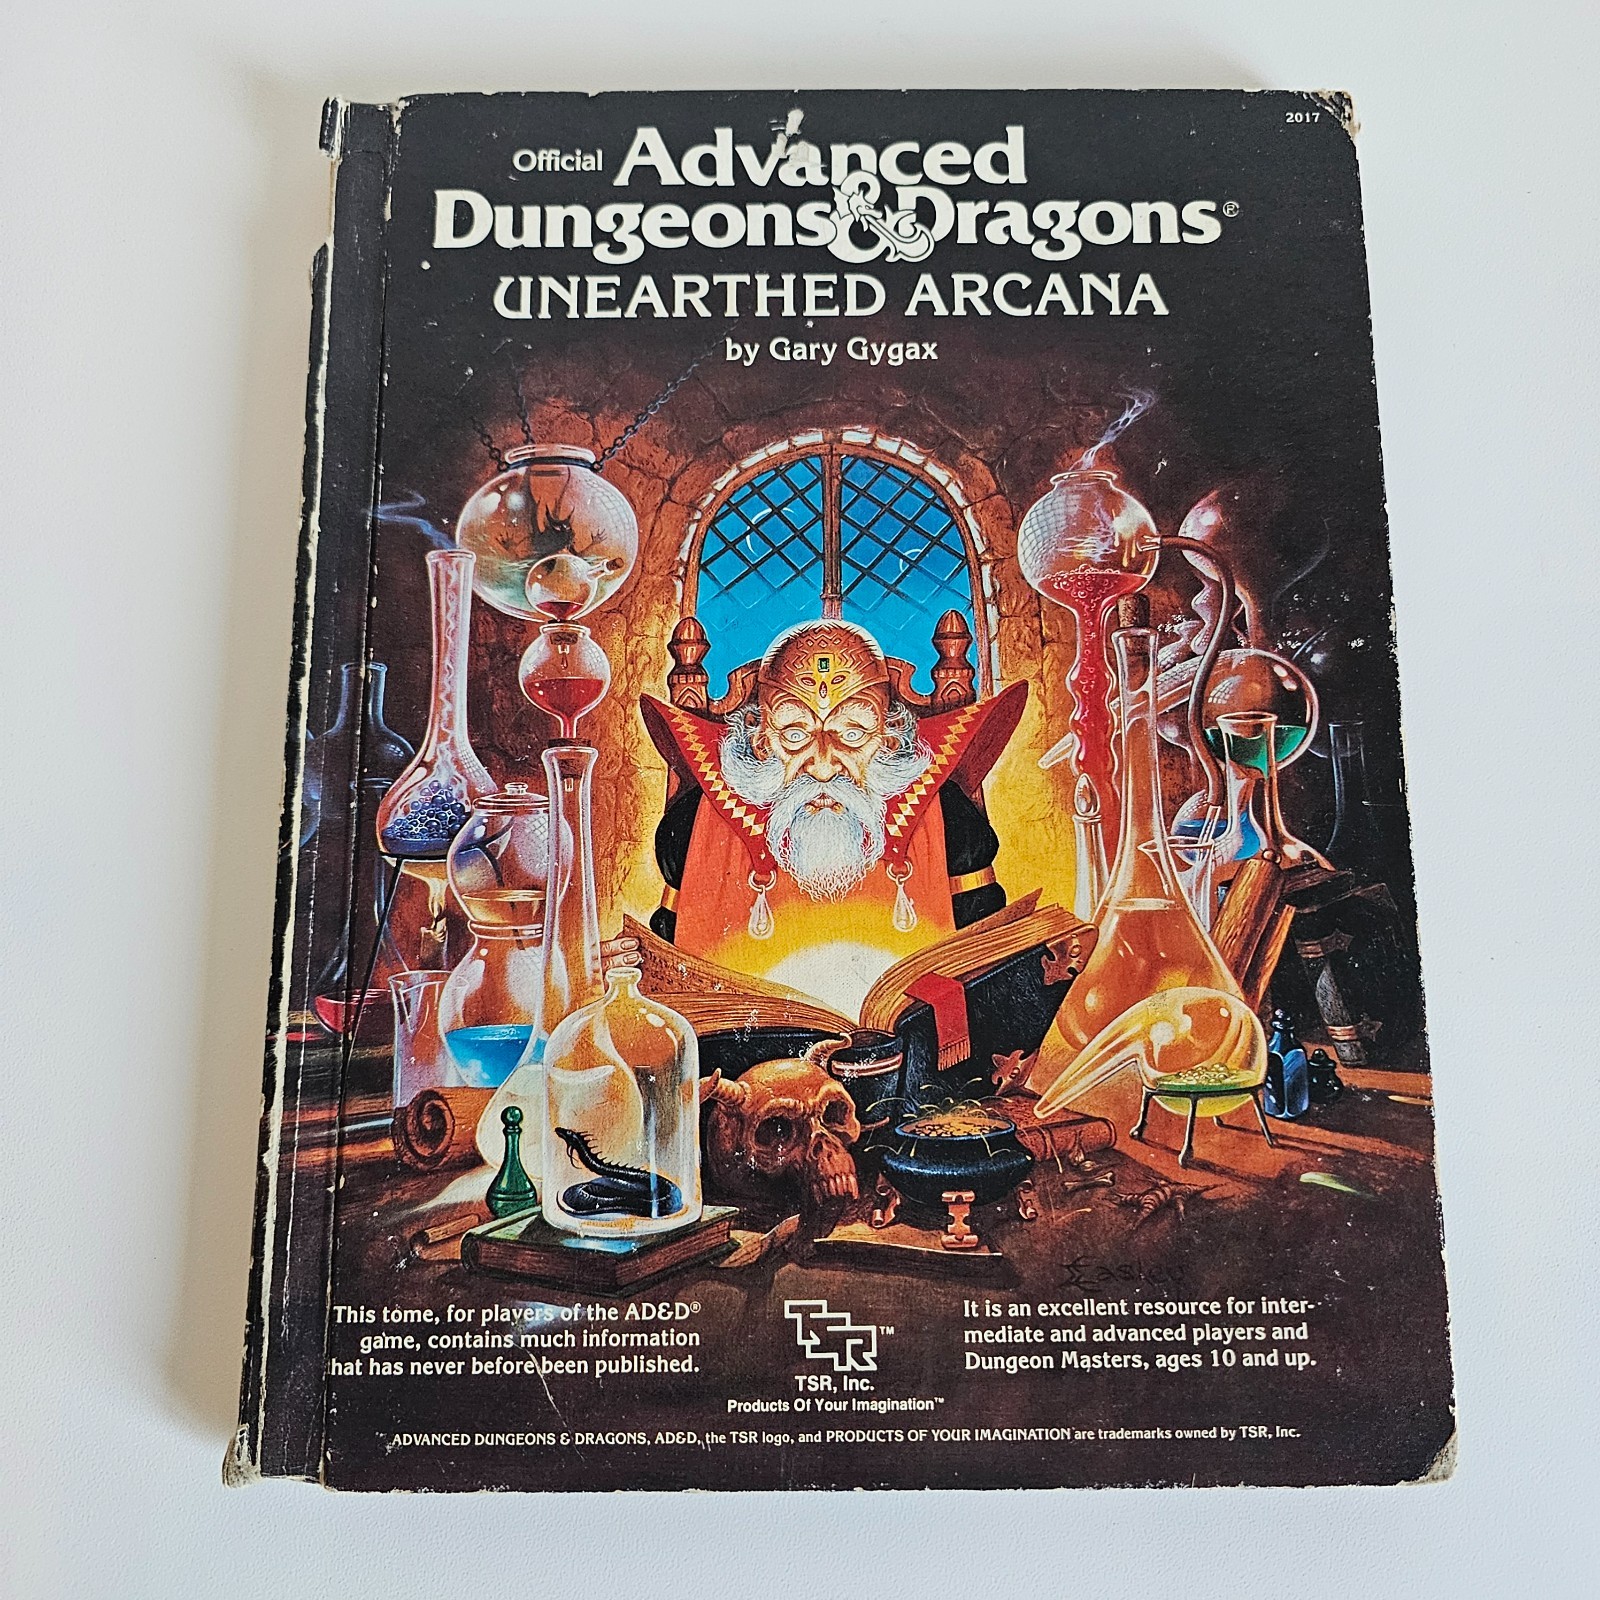 2017
Official Advanced
Dungeons & Dragons®
UNEARTHED ARCANA
by Gary Gygax
Easley
This tome, for players of the AD&D®
game, contains much information
that has never before been published.
TSR™
TSR, Inc.
Products Of Your Imagination™
It is an excellent resource for inter-
mediate and advanced players and
Dungeon Masters, ages 10 and up.
ADVANCED DUNGEONS & DRAGONS, AD&D, the TSR logo, and PRODUCTS OF YOUR IMAGINATION are trademarks owned by TSR, Inc.